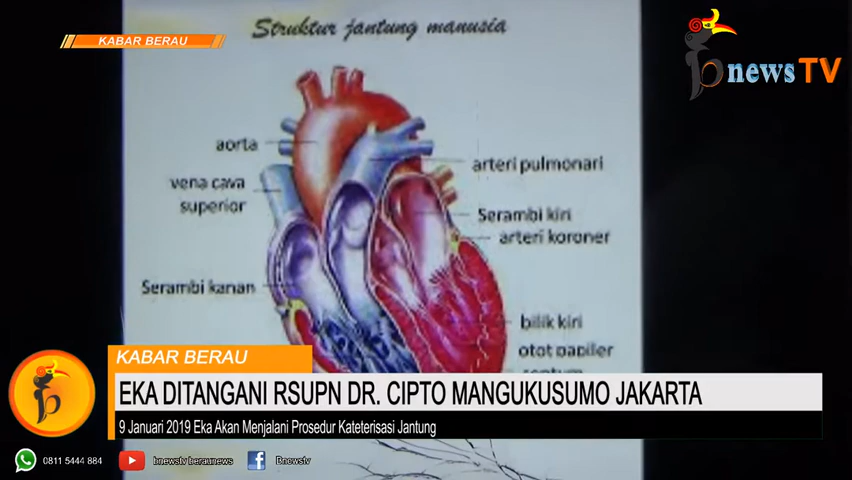 Struktur jantung manusia
KABAR BERAU
bnewsTV
aorta
arteri pulmonari
vena cava
superior
Serambi kiri
arteri koroner
Serambi kanan
bilik kiri
otot papiler
septum
KABAR BERAU
EKA DITANGANI RSUPN DR. CIPTO MANGUKUSUMO JAKARTA
9 Januari 2019 Eka Akan Menjalani Prosedur Kateterisasi Jantung
0811 5444 884
bnewstv beraunews
Bnewstv